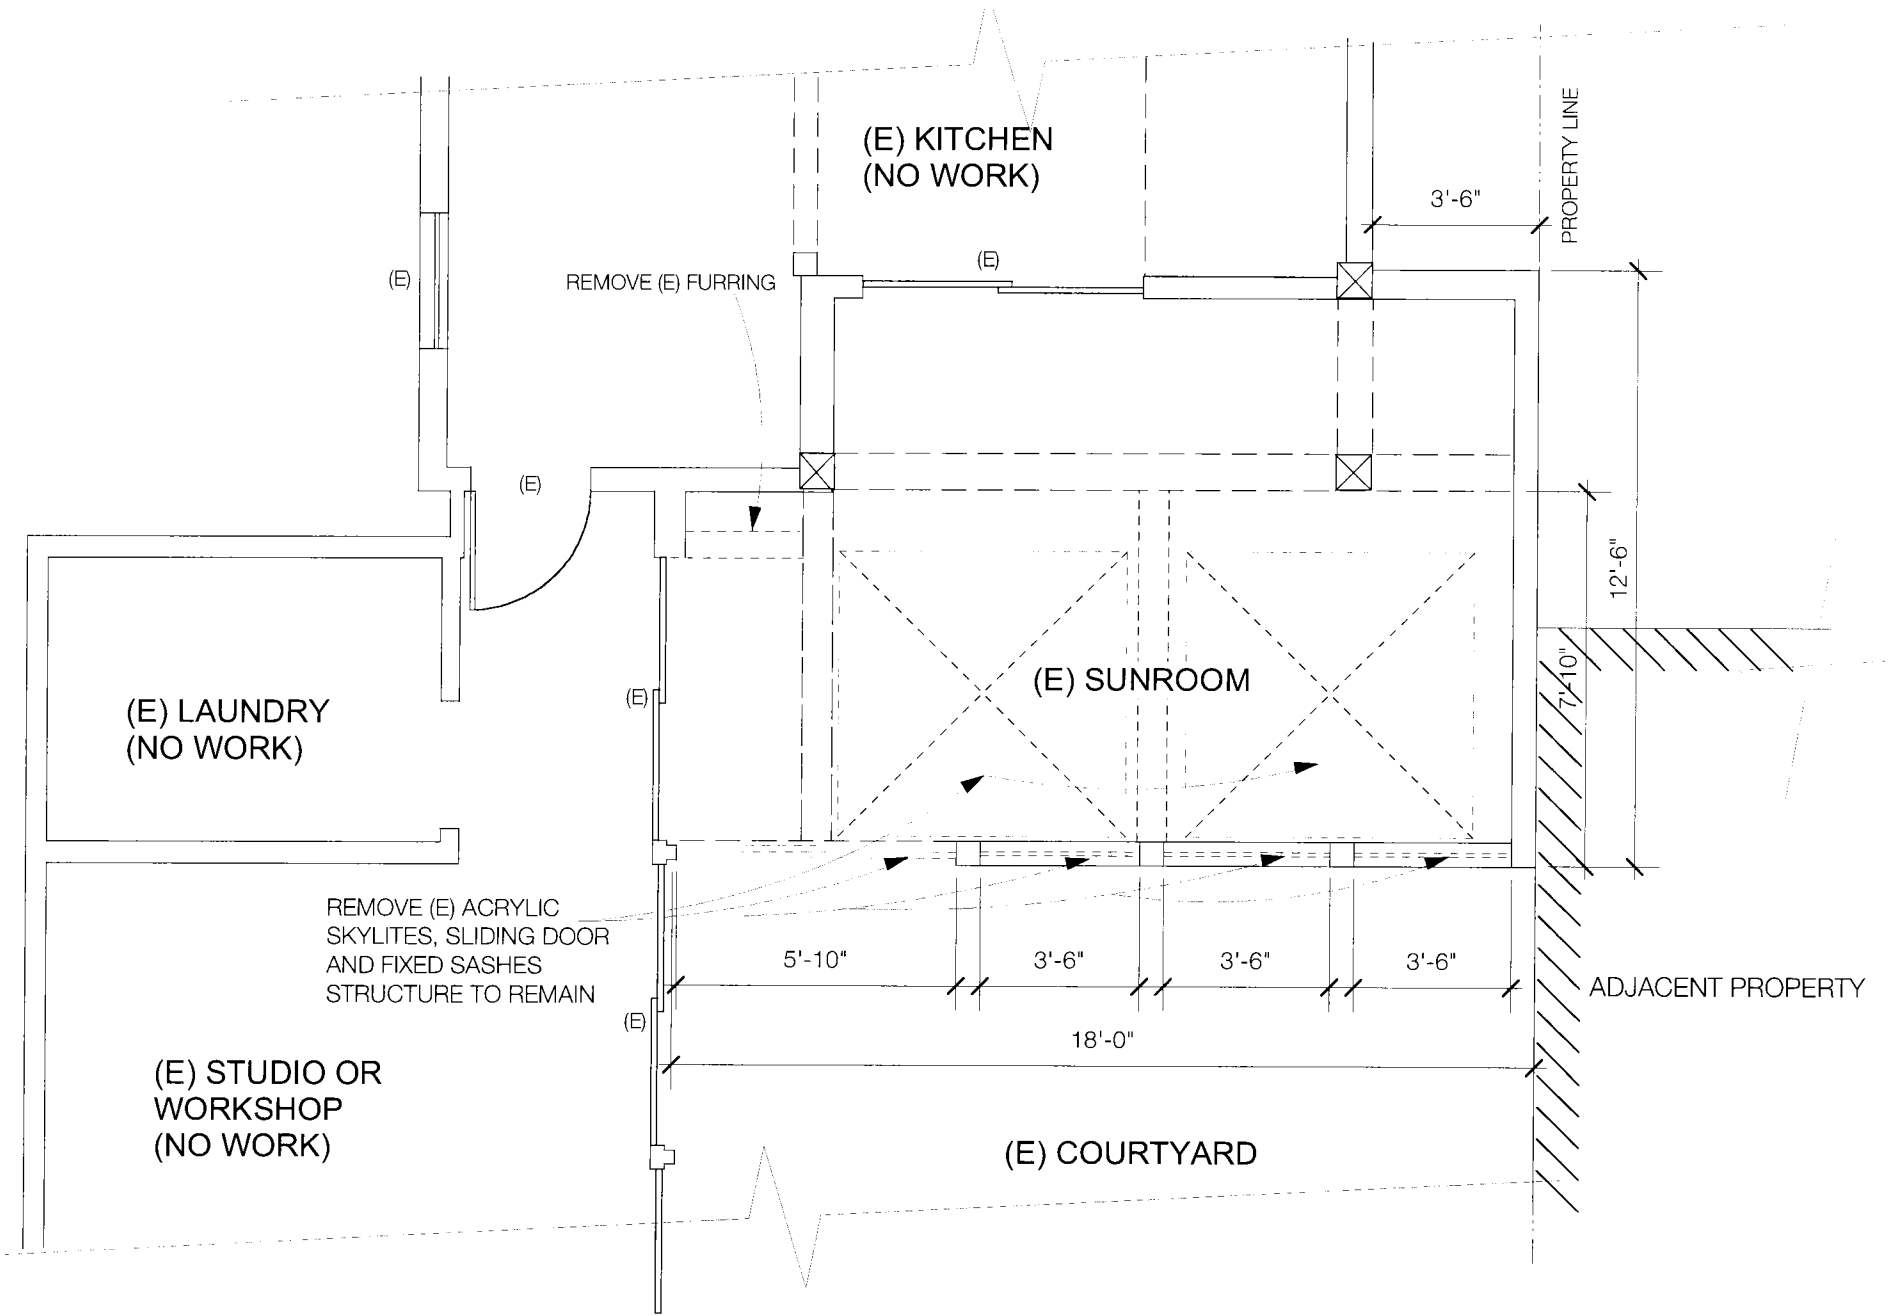 (E) KITCHEN
(NO WORK)
3'-6"
PROPERTY LINE
(E)
(E)
REMOVE (E) FURRING
(E)
12'-6"
7'-10"
(E) SUNROOM
(E)
(E) LAUNDRY
(NO WORK)
REMOVE (E) ACRYLIC
SKYLITES, SLIDING DOOR
AND FIXED SASHES
STRUCTURE TO REMAIN
5'-10"
3'-6"
3'-6"
3'-6"
ADJACENT PROPERTY
(E)
18'-0"
(E) STUDIO OR
WORKSHOP
(NO WORK)
(E) COURTYARD